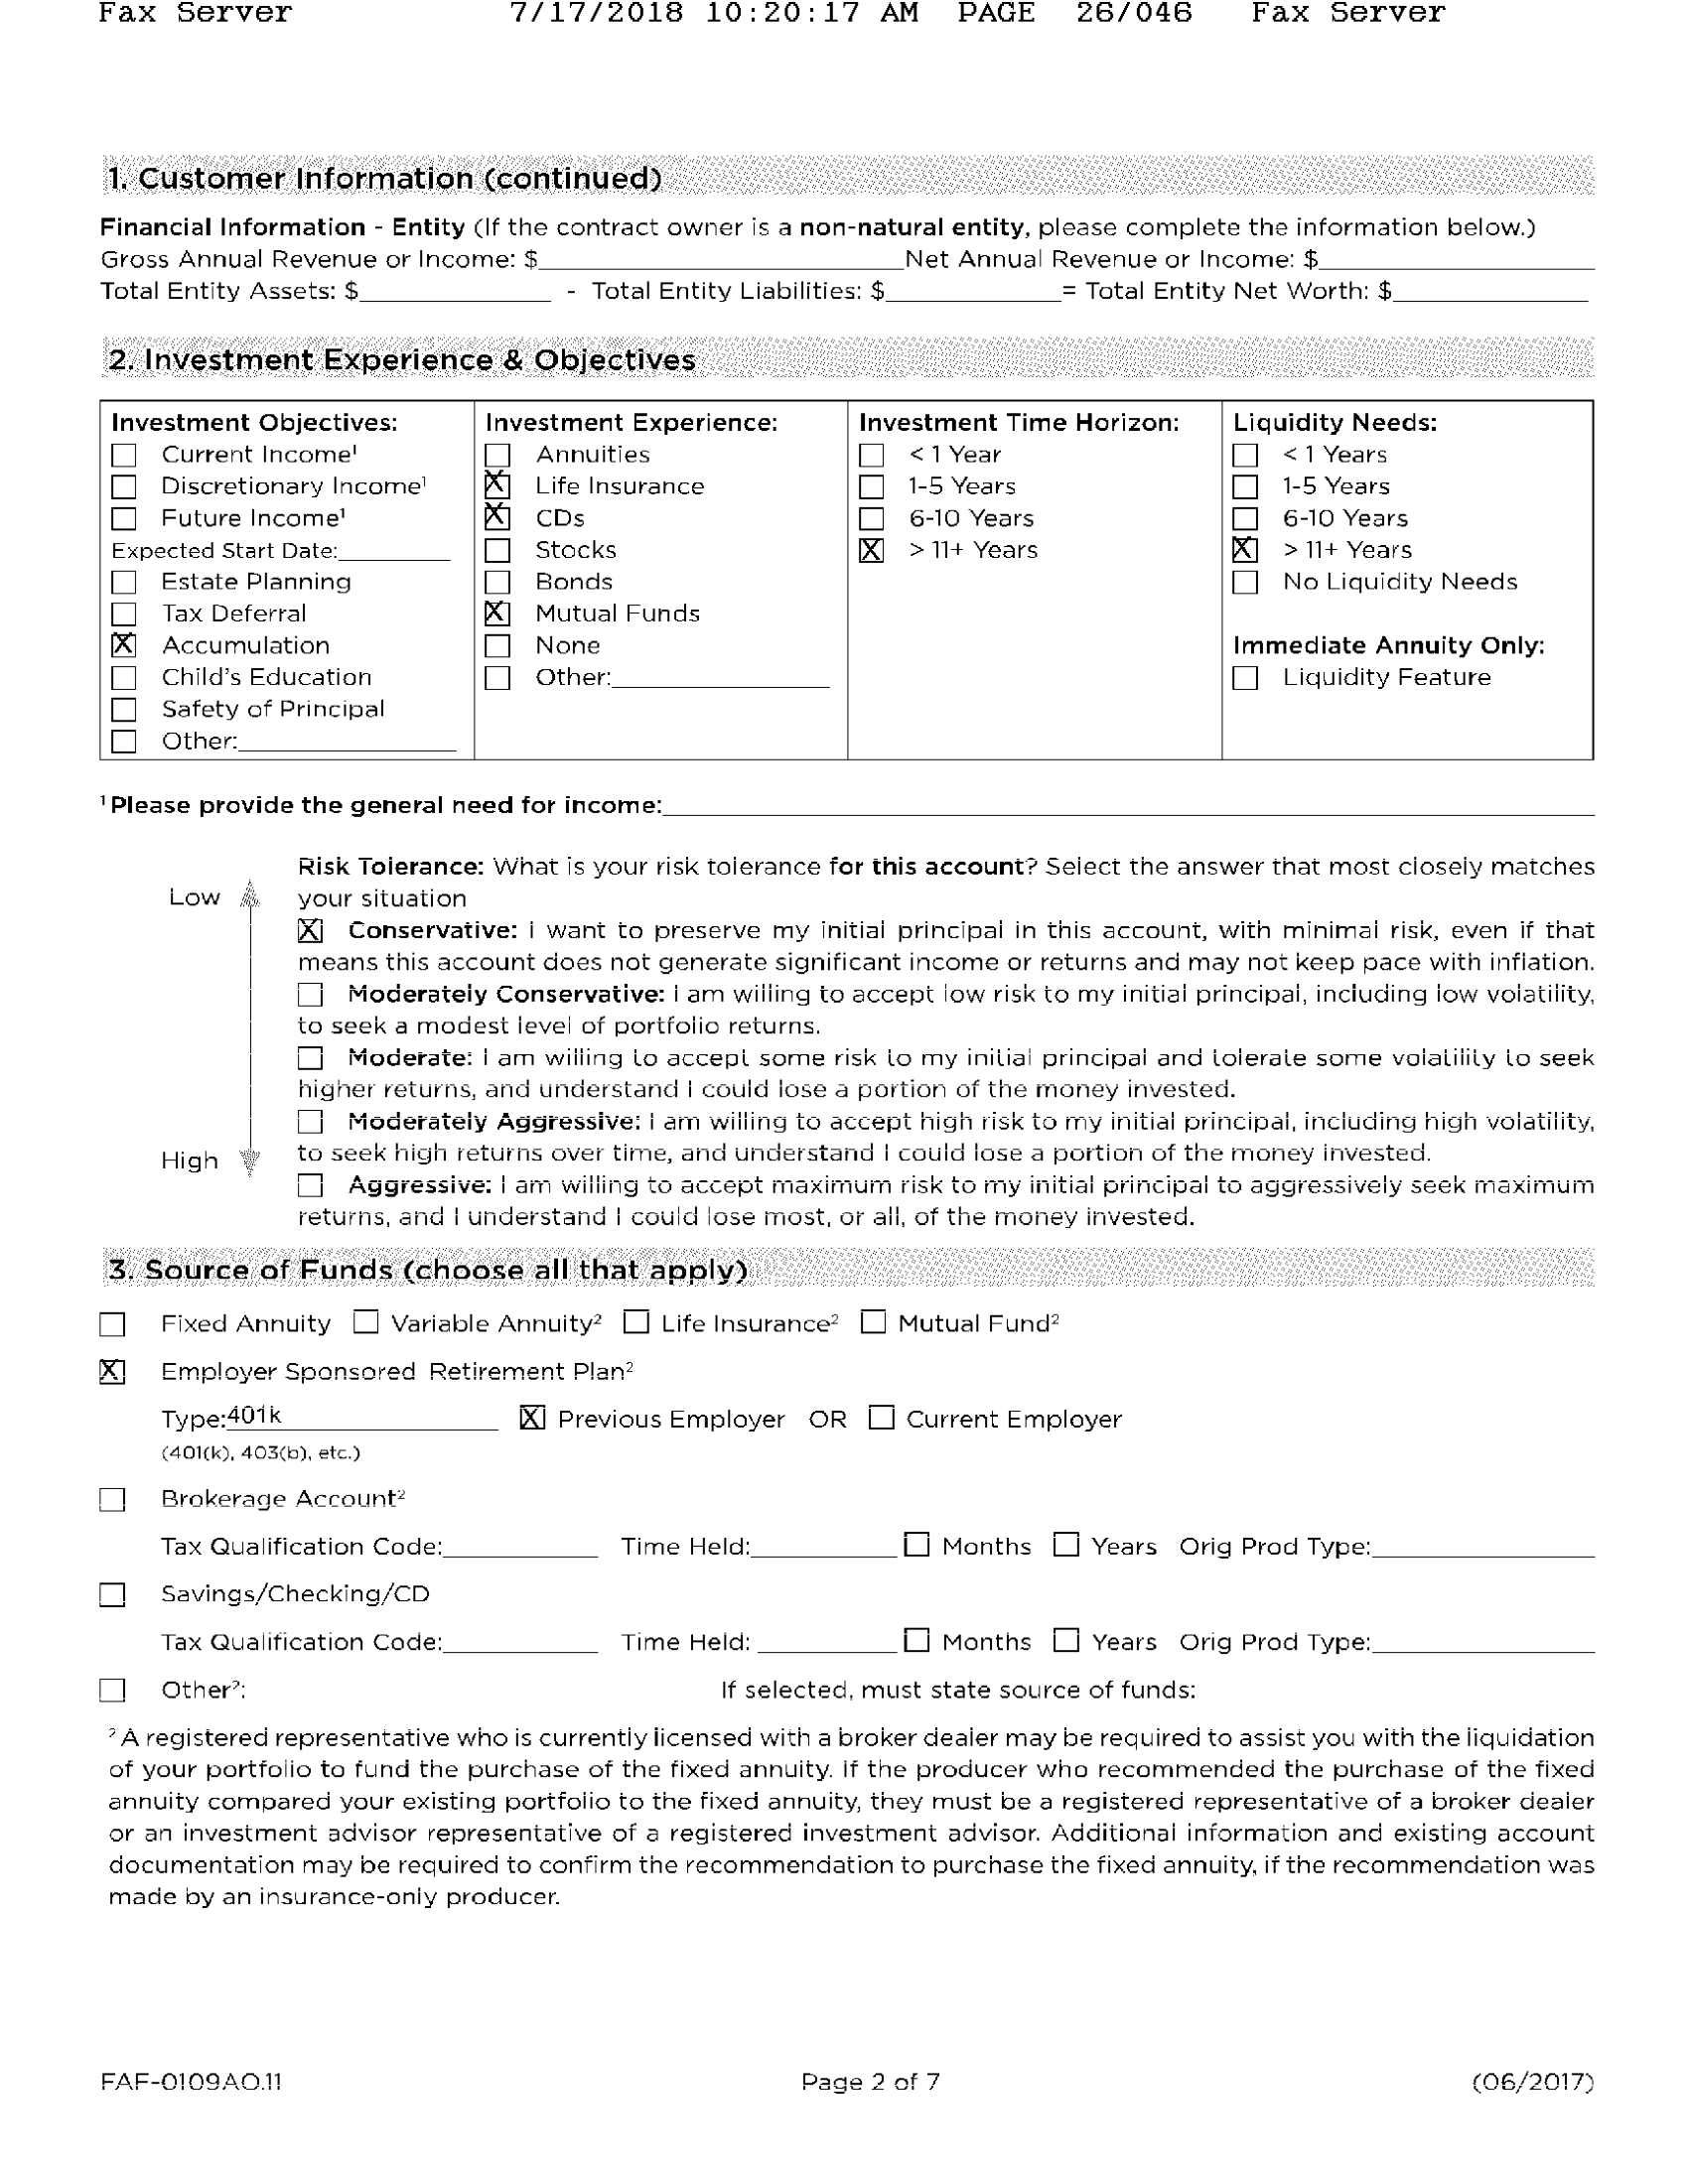 Fax Server 7/17/2018 10:20:17 AM PAGE 26/046 Fax Server
1. Customer Information (continued)
Financial Information - Entity (If the contract owner is a non-natural entity, please complete the information below.)
Gross Annual Revenue or Income: $ Net Annual Revenue or Income: $
Total Entity Assets: $ - Total Entity Liabilities: $ = Total Entity Net Worth: $
2. Investment Experience & Objectives
Investment Objectives:
☐ Current Income¹
☐ Discretionary Income¹
☐ Future Income¹
Expected Start Date:
☐ Estate Planning
☐ Tax Deferral
☒ Accumulation
☐ Child's Education
☐ Safety of Principal
☐ Other:
Investment Experience:
☐ Annuities
☒ Life Insurance
☒ CDs
☐ Stocks
☐ Bonds
☒ Mutual Funds
☐ None
☐ Other:
Investment Time Horizon:
☐ < 1 Year
☐ 1-5 Years
☐ 6-10 Years
☒ > 11+ Years
Liquidity Needs:
☐ < 1 Years
☐ 1-5 Years
☐ 6-10 Years
☒ > 11+ Years
☐ No Liquidity Needs
Immediate Annuity Only:
☐ Liquidity Feature
¹ Please provide the general need for income:
Low
High
Risk Tolerance: What is your risk tolerance for this account? Select the answer that most closely matches
your situation
☒ Conservative: I want to preserve my initial principal in this account, with minimal risk, even if that
means this account does not generate significant income or returns and may not keep pace with inflation.
☐ Moderately Conservative: I am willing to accept low risk to my initial principal, including low volatility,
to seek a modest level of portfolio returns.
☐ Moderate: I am willing to accept some risk to my initial principal and tolerate some volatility to seek
higher returns, and understand I could lose a portion of the money invested.
☐ Moderately Aggressive: I am willing to accept high risk to my initial principal, including high volatility,
to seek high returns over time, and understand I could lose a portion of the money invested.
☐ Aggressive: I am willing to accept maximum risk to my initial principal to aggressively seek maximum
returns, and I understand I could lose most, or all, of the money invested.
3. Source of Funds (choose all that apply)
☐ Fixed Annuity ☐ Variable Annuity² ☐ Life Insurance² ☐ Mutual Fund²
☒ Employer Sponsored Retirement Plan²
Type: 401k ☒ Previous Employer OR ☐ Current Employer
(401(k), 403(b), etc.)
☐ Brokerage Account²
Tax Qualification Code: Time Held: ☐ Months ☐ Years Orig Prod Type:
☐ Savings/Checking/CD
Tax Qualification Code: Time Held: ☐ Months ☐ Years Orig Prod Type:
☐ Other²: If selected, must state source of funds:
² A registered representative who is currently licensed with a broker dealer may be required to assist you with the liquidation
of your portfolio to fund the purchase of the fixed annuity. If the producer who recommended the purchase of the fixed
annuity compared your existing portfolio to the fixed annuity, they must be a registered representative of a broker dealer
or an investment advisor representative of a registered investment advisor. Additional information and existing account
documentation may be required to confirm the recommendation to purchase the fixed annuity, if the recommendation was
made by an insurance-only producer.
FAF-0109AO.11 Page 2 of 7 (06/2017)